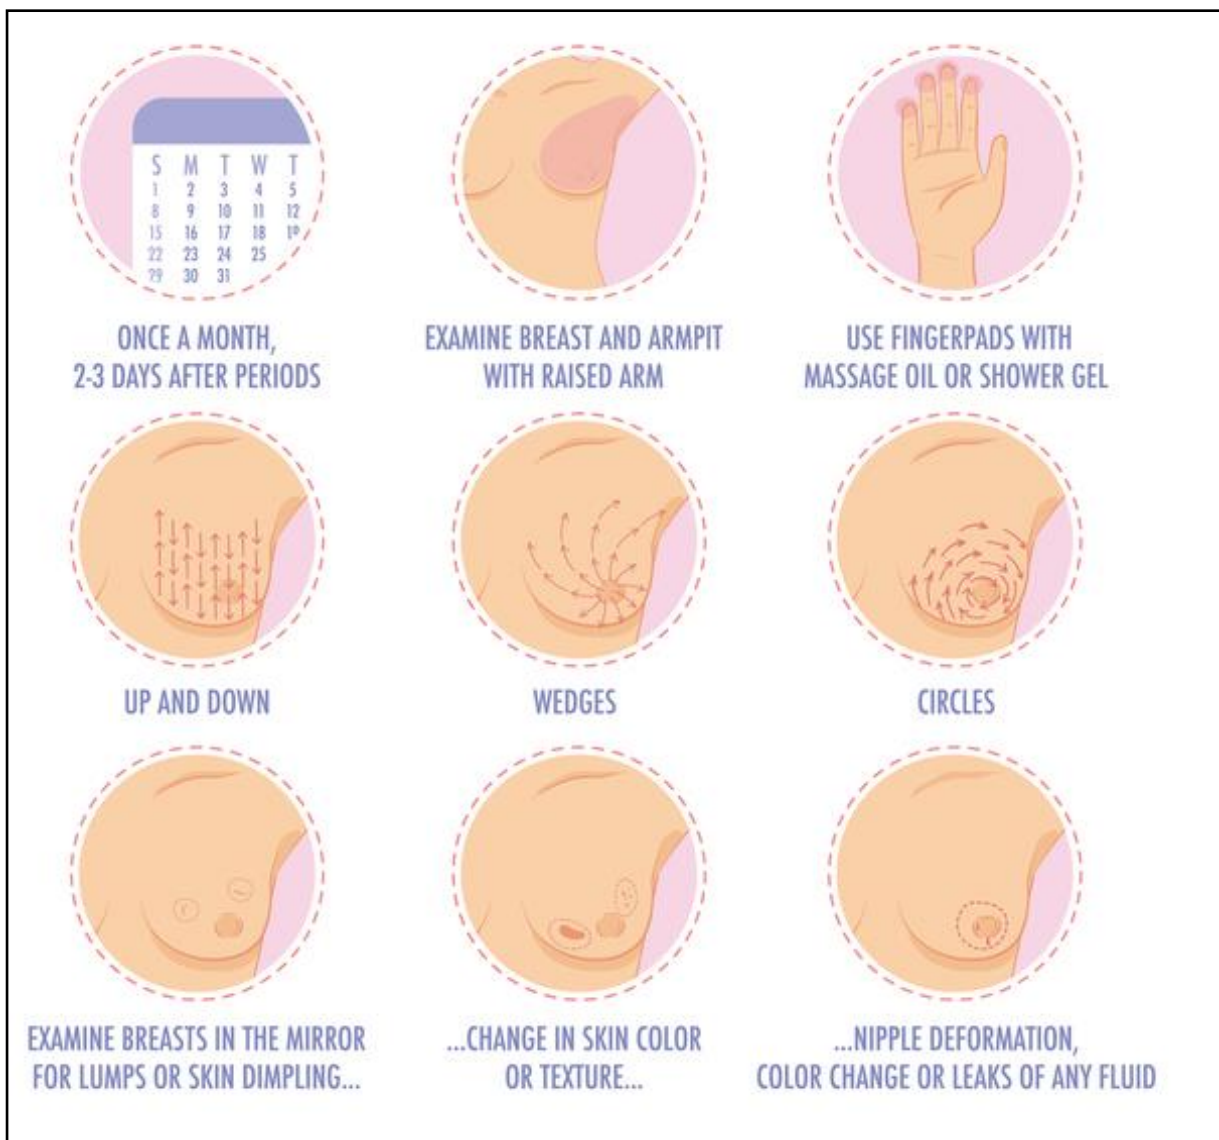 S M T W T
1 2 3 4 5
8 9 10 11 12
15 16 17 18 19
22 23 24 25
29 30 31
ONCE A MONTH,
2-3 DAYS AFTER PERIODS
EXAMINE BREAST AND ARMPIT
WITH RAISED ARM
USE FINGERPADS WITH
MASSAGE OIL OR SHOWER GEL
UP AND DOWN
WEDGES
CIRCLES
EXAMINE BREASTS IN THE MIRROR
FOR LUMPS OR SKIN DIMPLING...
...CHANGE IN SKIN COLOR
OR TEXTURE...
...NIPPLE DEFORMATION,
COLOR CHANGE OR LEAKS OF ANY FLUID